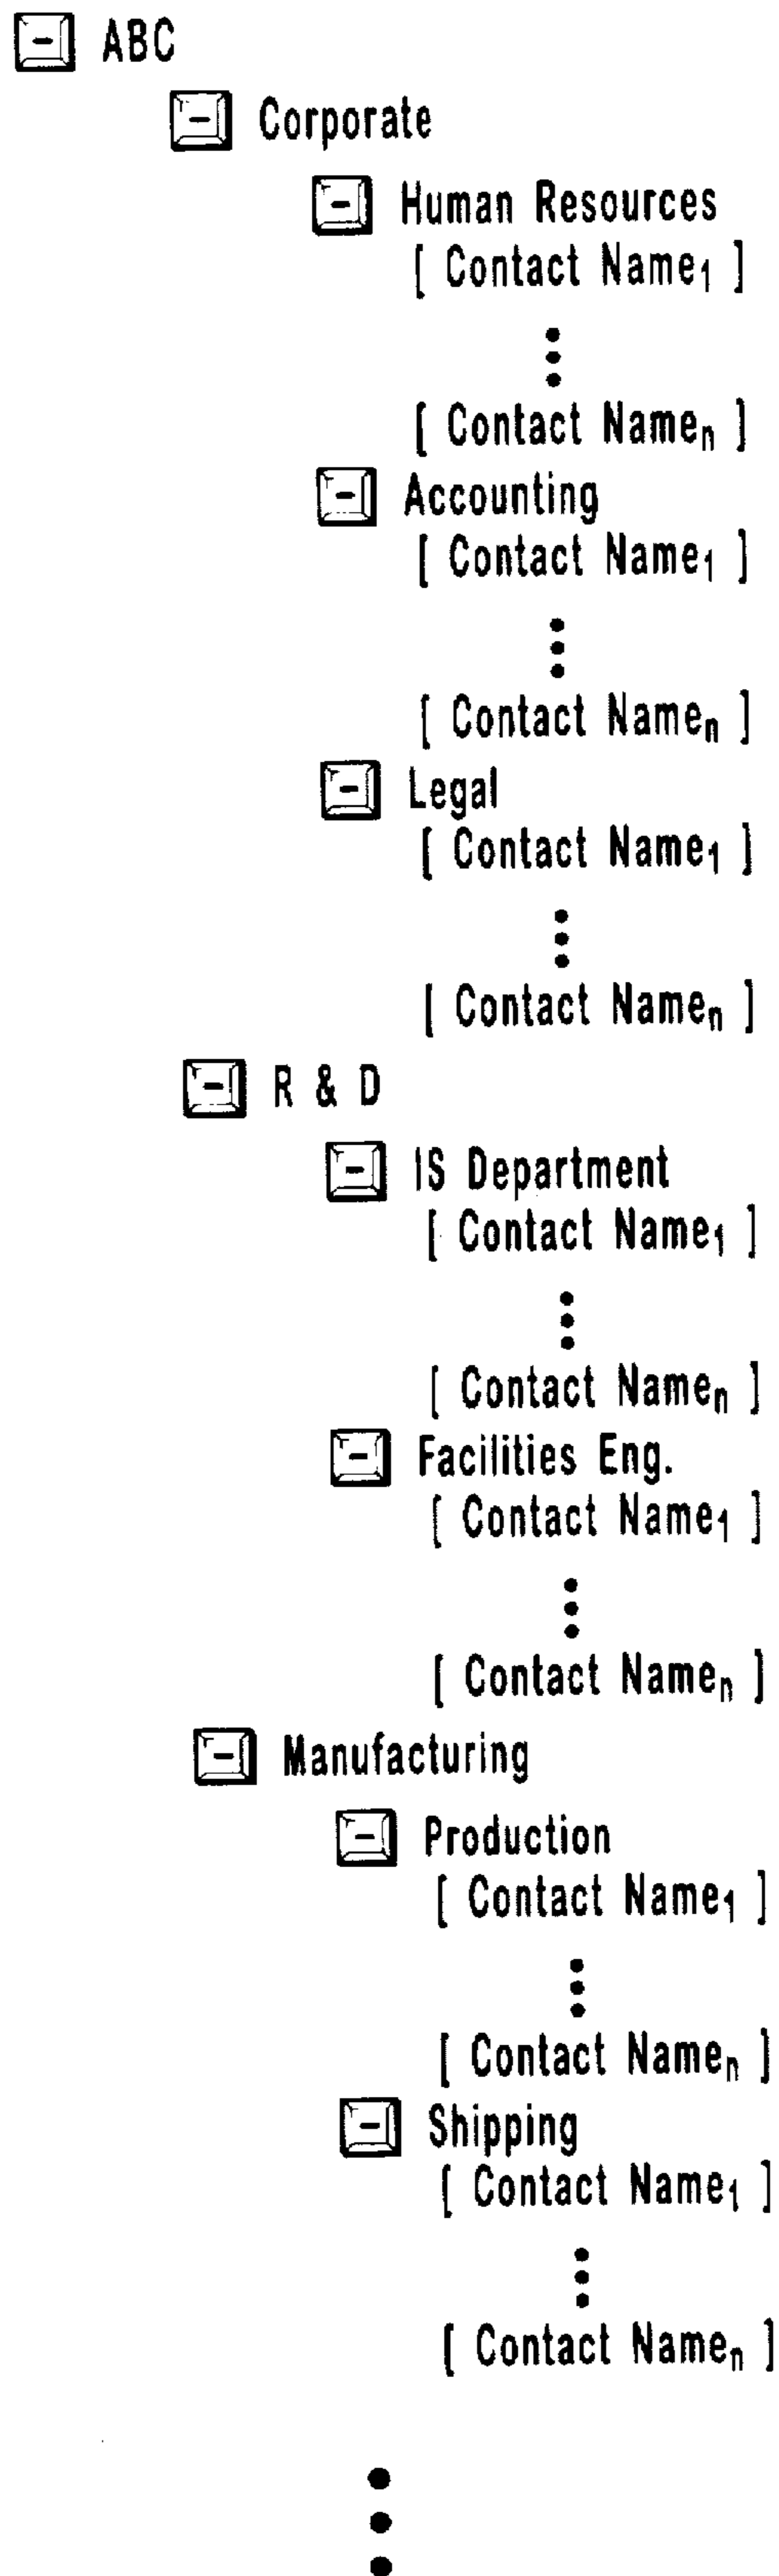 ABC
Corporate
Human Resources
[ Contact Name₁ ]
[ Contact Nameₙ ]
Accounting
[ Contact Name₁ ]
[ Contact Nameₙ ]
Legal
[ Contact Name₁ ]
[ Contact Nameₙ ]
R & D
IS Department
[ Contact Name₁ ]
[ Contact Nameₙ ]
Facilities Eng.
[ Contact Name₁ ]
[ Contact Nameₙ ]
Manufacturing
Production
[ Contact Name₁ ]
[ Contact Nameₙ ]
Shipping
[ Contact Name₁ ]
[ Contact Nameₙ ]